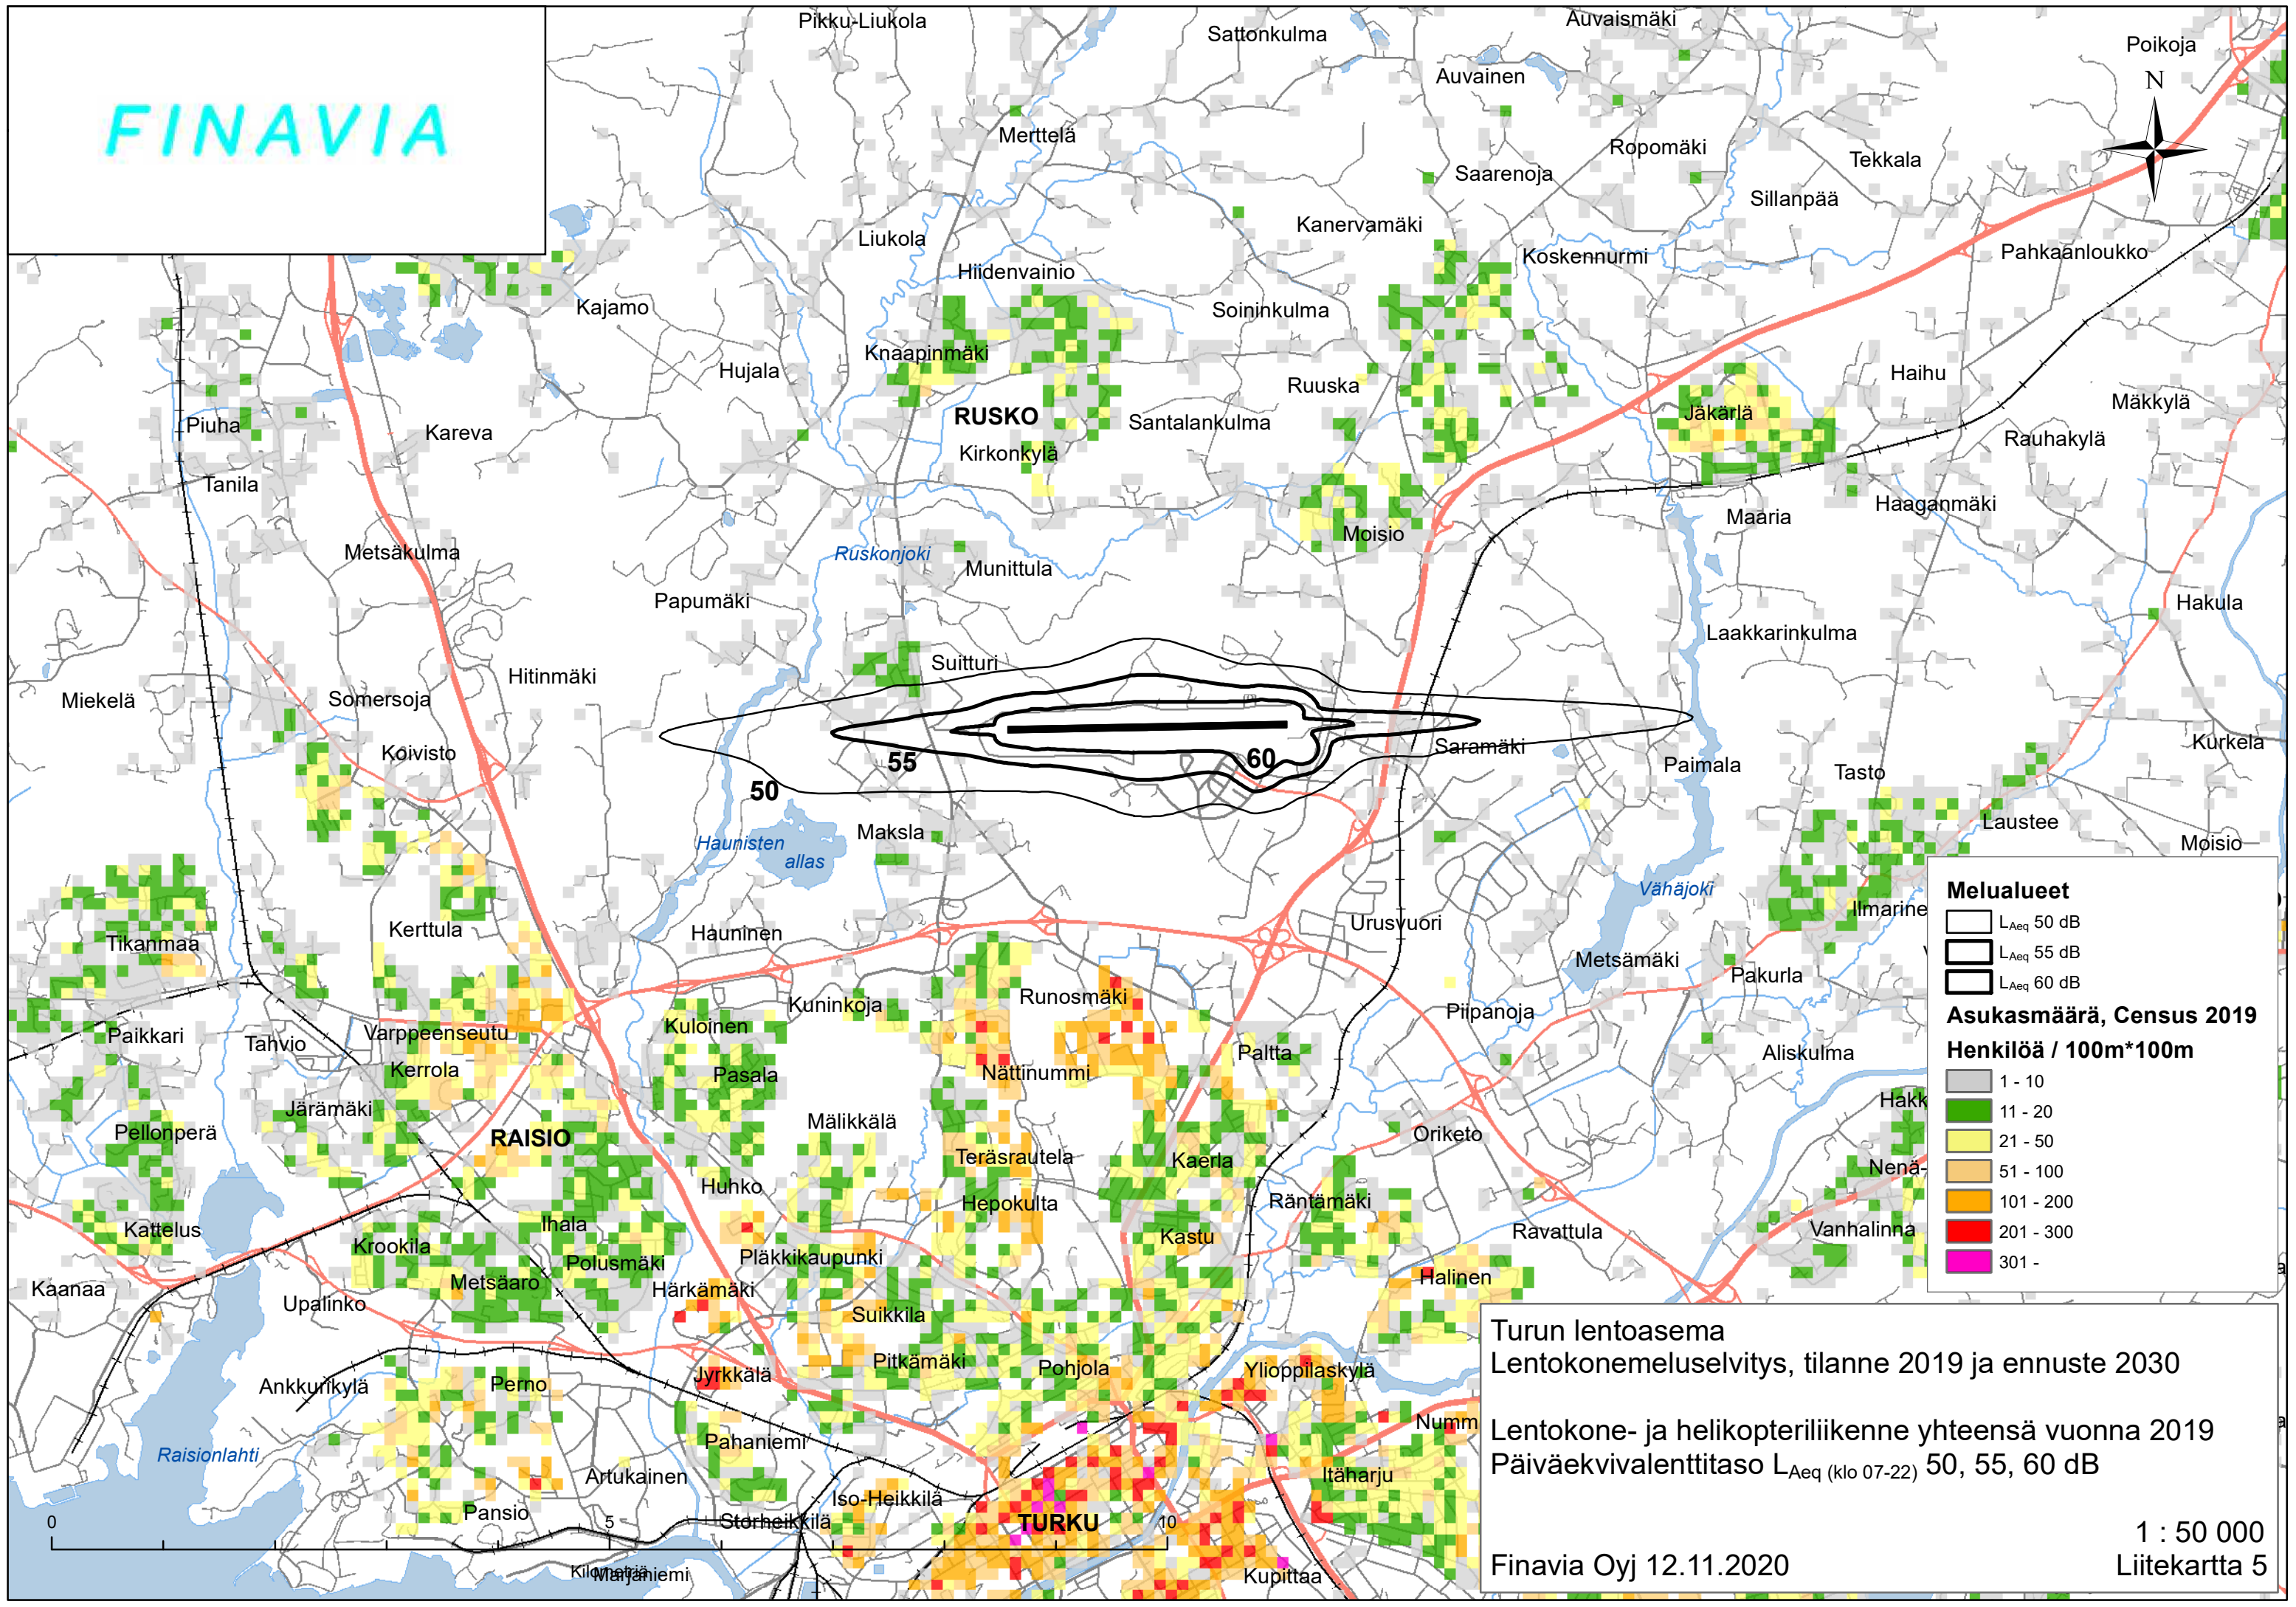 FINAVIA
Pikku-Liukola
Sattonkulma
Auvaismäki
Poikoja
N
Auvainen
Merttelä
Ropomäki
Tekkala
Saarenoja
Sillanpää
Kanervamäki
Liukola
Koskennurmi
Pahkaanloukko
Hiidenvainio
Kajamo
Soininkulma
Knaapinmäki
Hujala
Ruuska
Haihu
Mäkkylä
Jäkärlä
RUSKO
Santalankulma
Piuha
Kareva
Rauhakylä
Kirkonkylä
Tanila
Haaganmäki
Maaria
Moisio
Metsäkulma
Ruskonjoki
Munittula
Papumäki
Hakula
Laakkarinkulma
Suitturi
Hitinmäki
Miekelä
Somersoja
Kurkela
Saramäki
Koivisto
55
60
Paimala
Tasto
50
Laustee
Maksla
Moisio
Haunisten
allas
Vähäjoki
Ilmarine
Urusvuori
Kerttula
Hauninen
Tikanmaa
Metsämäki
Pakurla
Runosmäki
Kuninkoja
Piipanoja
Kuloinen
Paikkari
Varppeenseutu
Tahvio
Paltta
Aliskulma
Kerrola
Pasala
Nättinummi
Järämäki
Hakk
Mälikkälä
Pellonperä
RAISIO
Oriketo
Teräsrautela
Kaerla
Nenä-
Huhko
Hepokulta
Räntämäki
Kattelus
Ihala
Ravattula
Vanhalinna
Krookila
Kastu
Pläkkikaupunki
Polusmäki
Metsäaro
Halinen
Kaanaa
Härkämäki
Upalinko
Suikkila
Pitkämäki
Pohjola
Ylioppilaskylä
Jyrkkälä
Ankkurikylä
Perno
Numm
Pahaniemi
Raisionlahti
Artukainen
Itäharju
Iso-Heikkilä
Pansio
Storheikkilä
TURKU
0
5
10
Kilometriä
Marjaniemi
Kupittaa
Melualueet
LAeq 50 dB
LAeq 55 dB
LAeq 60 dB
Asukasmäärä, Census 2019
Henkilöä / 100m*100m
1 - 10
11 - 20
21 - 50
51 - 100
101 - 200
201 - 300
301 -
Turun lentoasema
Lentokonemeluselvitys, tilanne 2019 ja ennuste 2030
Lentokone- ja helikopteriliikenne yhteensä vuonna 2019
Päiväekvivalenttitaso LAeq (klo 07-22) 50, 55, 60 dB
1 : 50 000
Finavia Oyj 12.11.2020
Liitekartta 5